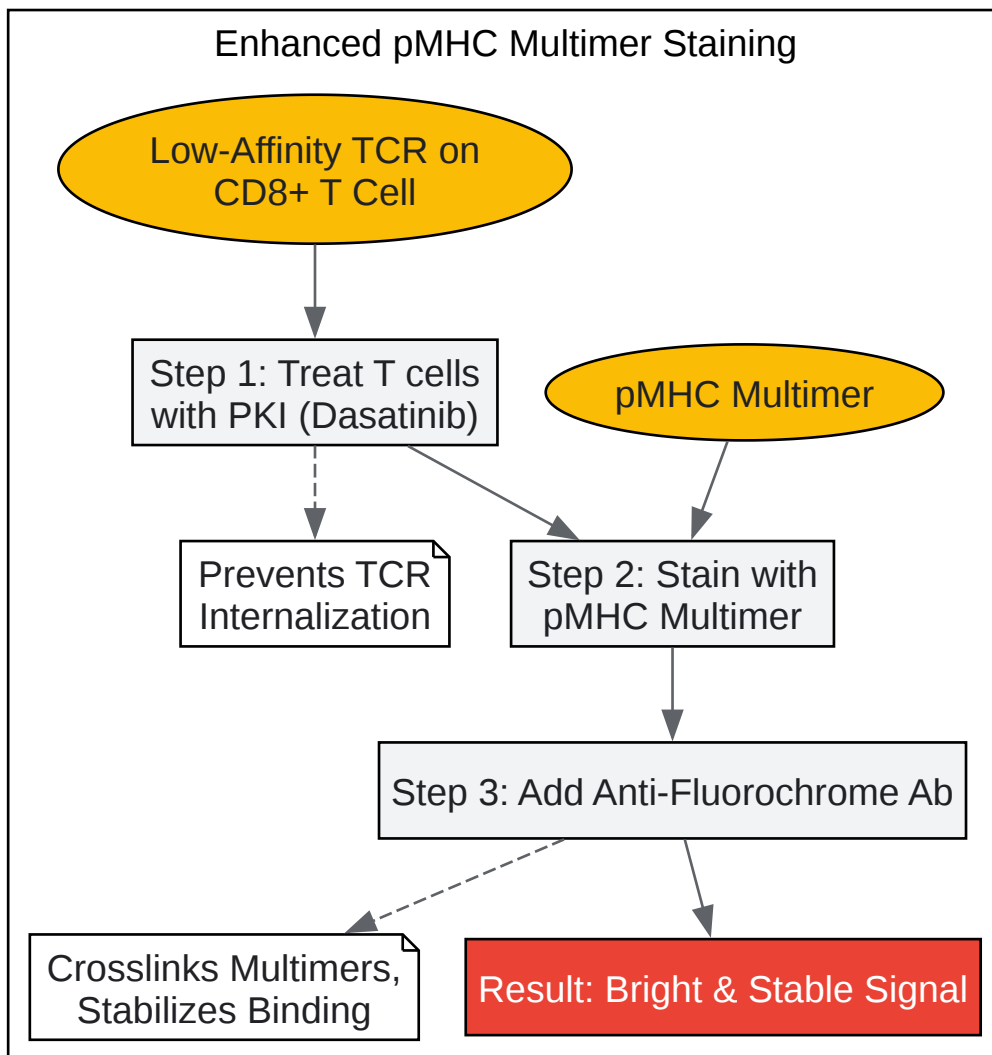 Enhanced pMHC Multimer Staining
Low-Affinity TCR on
CD8+ T Cell
Step 1: Treat T cells
with PKI (Dasatinib)
pMHC Multimer
Prevents TCR
Internalization
Step 2: Stain with
pMHC Multimer
Step 3: Add Anti-Fluorochrome Ab
Crosslinks Multimers,
Stabilizes Binding
Result: Bright & Stable Signal